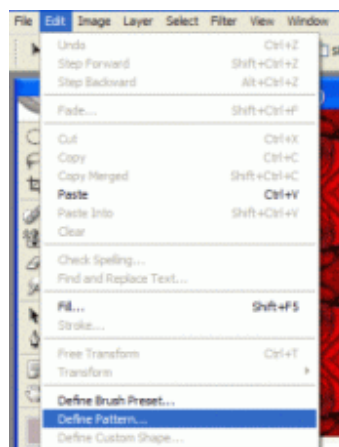 File Edit Image Layer Select Filter View Window
Undo Ctrl+Z
Step Forward Shift+Ctrl+Z
Step Backward Alt+Ctrl+Z
Fade... Shift+Ctrl+F
Cut Ctrl+X
Copy Ctrl+C
Copy Merged Shift+Ctrl+C
Paste Ctrl+V
Paste Into Shift+Ctrl+V
Clear
Check Spelling...
Find and Replace Text...
Fill... Shift+F5
Stroke...
Free Transform Ctrl+T
Transform
Define Brush Preset...
Define Pattern...
Define Custom Shape...